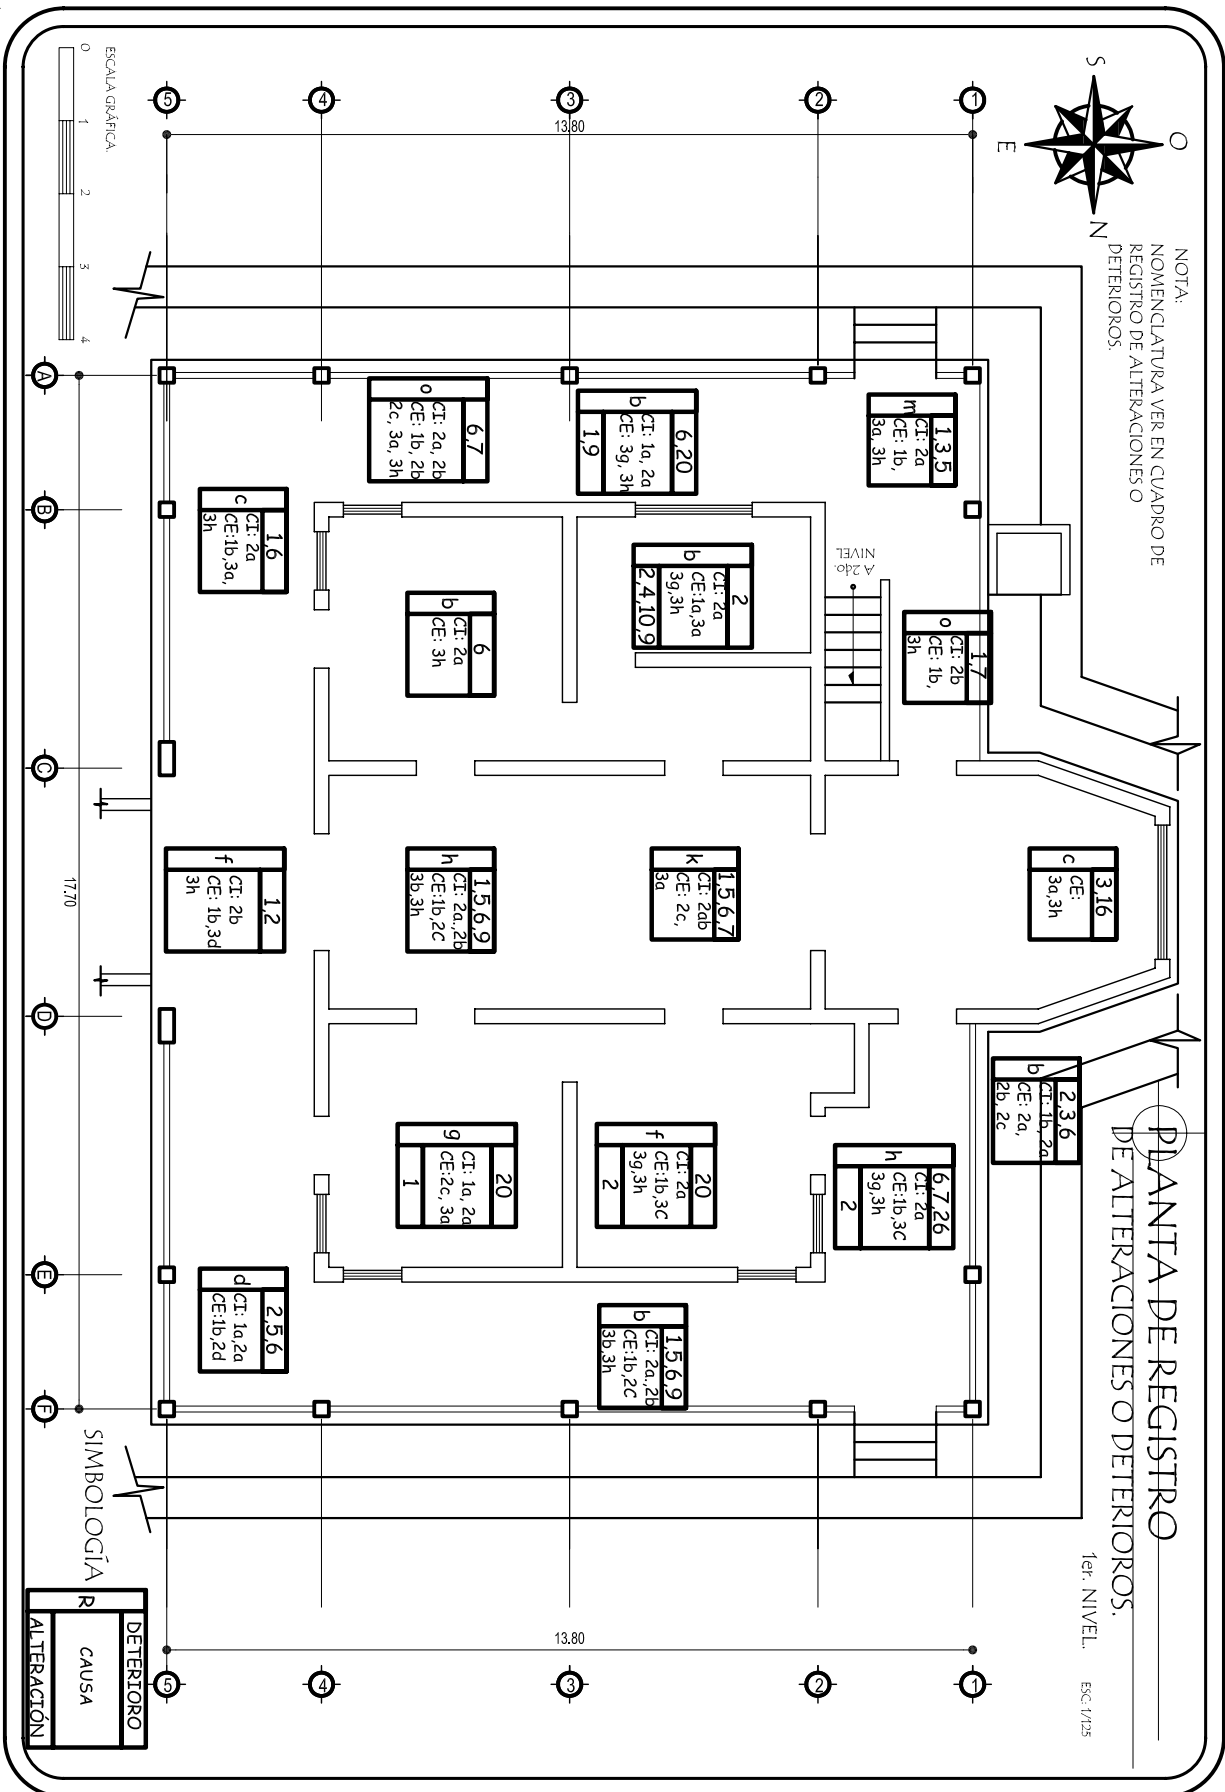 PLANTA DE REGISTRO
DE ALTERACIONES O DETERIOROS.
1er. NIVEL.
ESC: 1/125
NOTA:
NOMENCLATURA VER EN CUADRO DE
REGISTRO DE ALTERACIONES O
DETERIOROS.
S
O
E
N
1
2
3
4
5
13.80
A
B
C
D
E
F
17.70
1
2
3
4
5
13.80
ESCALA GRÁFICA.
0
1
2
3
4
A 2do.
NIVEL
m
1,3,5
CI: 2a
CE: 1b,
3a, 3h
b
6,20
CI: 1a, 2a
CE: 3g, 3h
1,9
o
6,7
CI: 2a, 2b
CE: 1b, 2b
2c, 3a, 3h
c
1,6
CI: 2a
CE:1b,3a,
3h
b
2
CI: 2a
CE:1a,3a
3g,3h
2,4,10,9
b
6
CI: 2a
CE: 3h
o
1,7
CI: 2b
CE: 1b,
3h
c
3,16
CE:
3a,3h
k
1,5,6,7
CI: 2ab
CE: 2c,
3a
h
1,5,6,9
CI: 2a.,2b
CE:1b,2C
3b,3h
f
1,2
CI: 2b
CE: 1b,3d
3h
b
2,3,6
CI: 1b, 2a
CE: 2a,
2b, 2c
h
6,7,26
CI: 2a
CE:1b,3C
3g,3h
2
f
20
CI: 2a
CE:1b,3C
3g,3h
2
g
20
CI: 1a, 2a
CE:2c, 3a
1
d
2,5,6
CI: 1a,2a
CE:1b,2d
b
1,5,6,9
CI: 2a.,2b
CE:1b,2C
3b,3h
SIMBOLOGÍA
R
DETERIORO
CAUSA
ALTERACIÓN